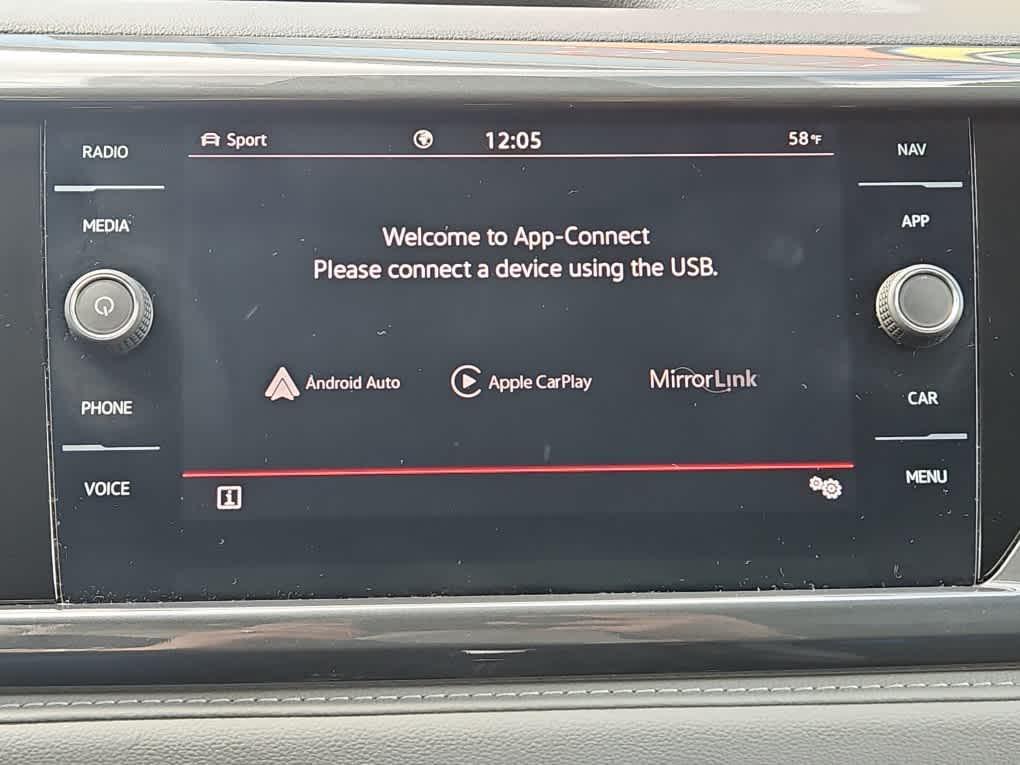 RADIO
MEDIA
PHONE
VOICE
Sport
12:05
58°F
Welcome to App-Connect
Please connect a device using the USB.
Android Auto
Apple CarPlay
MirrorLink
i
NAV
APP
CAR
MENU